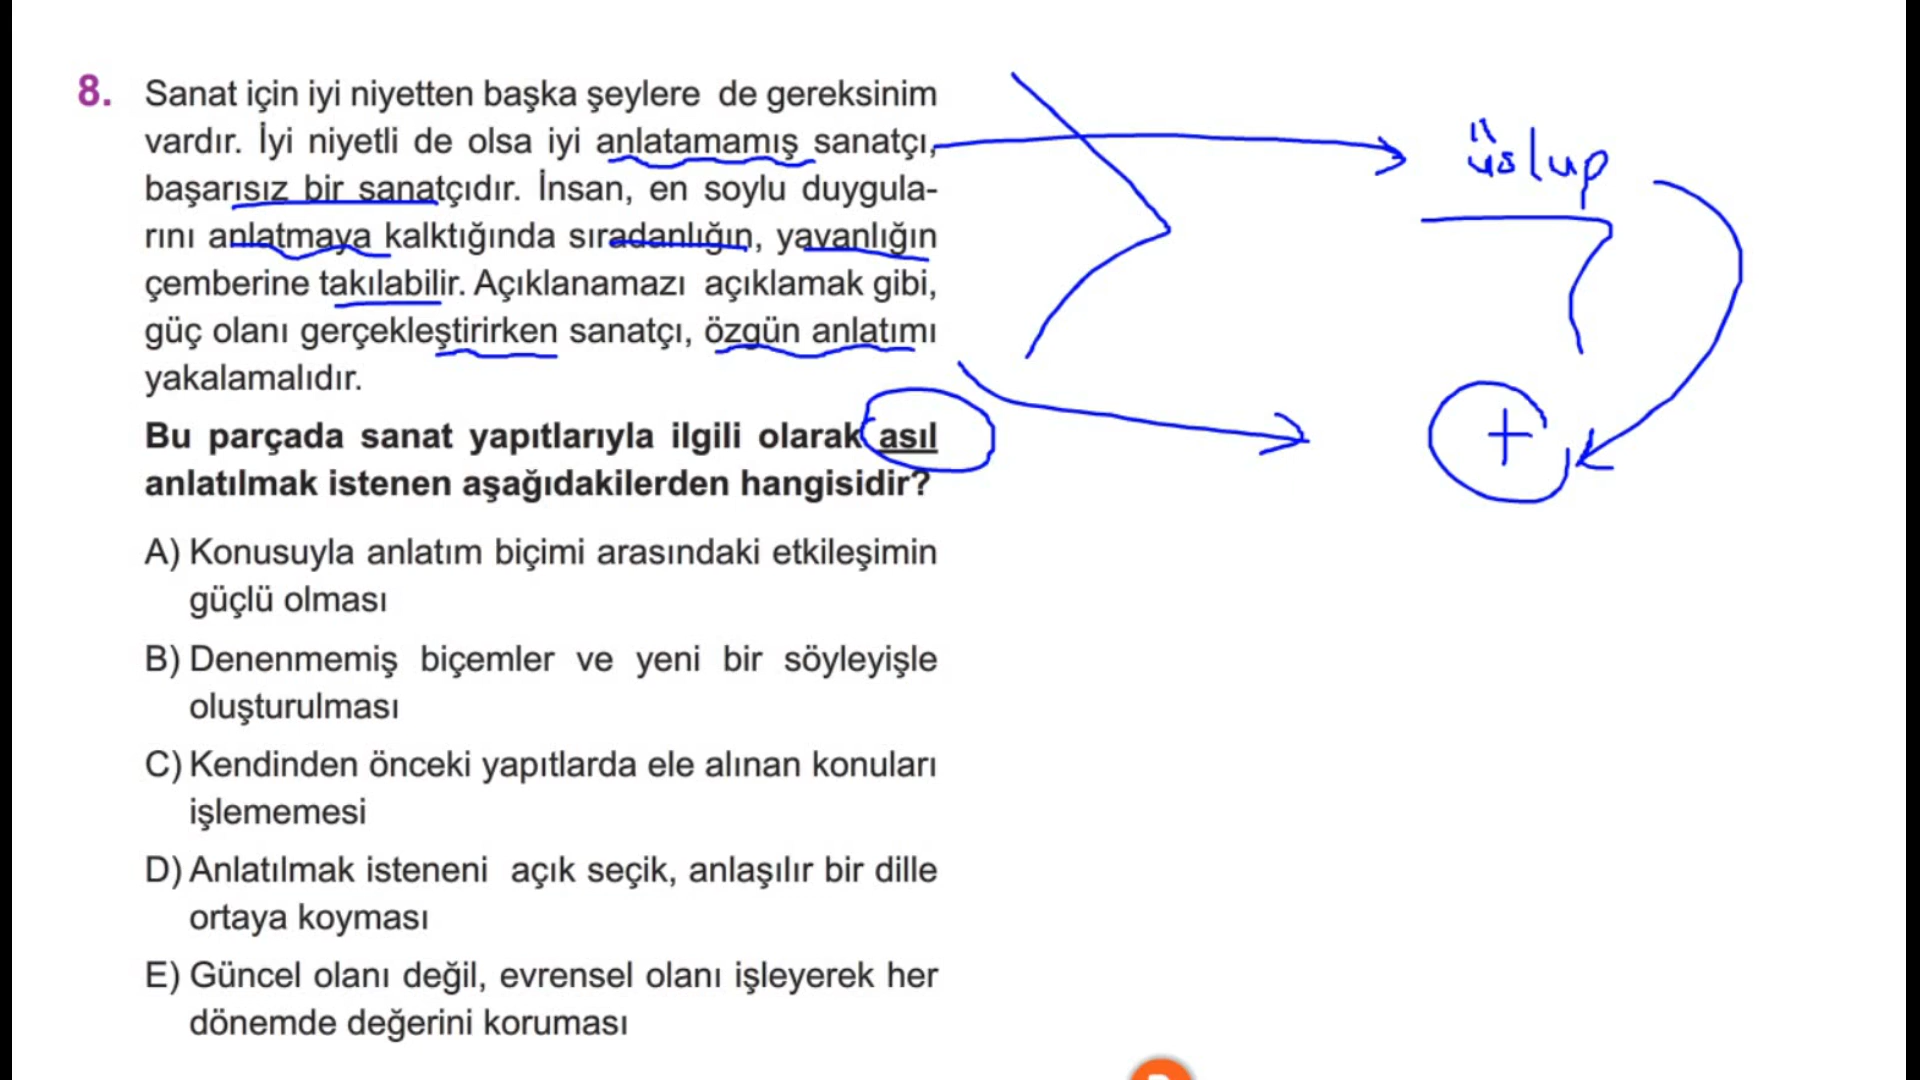 8. Sanat için iyi niyetten başka şeylere de gereksinim
vardır. İyi niyetli de olsa iyi anlatamamış sanatçı,
başarısız bir sanatçıdır. İnsan, en soylu duygula-
rını anlatmaya kalktığında sıradanlığın, yavanlığın
çemberine takılabilir. Açıklanamazı açıklamak gibi,
güç olanı gerçekleştirirken sanatçı, özgün anlatımı
yakalamalıdır.
Bu parçada sanat yapıtlarıyla ilgili olarak asıl
anlatılmak istenen aşağıdakilerden hangisidir?
A) Konusuyla anlatım biçimi arasındaki etkileşimin
güçlü olması
B) Denenmemiş biçemler ve yeni bir söyleyişle
oluşturulması
C) Kendinden önceki yapıtlarda ele alınan konuları
işlememesi
D) Anlatılmak isteneni açık seçik, anlaşılır bir dille
ortaya koyması
E) Güncel olanı değil, evrensel olanı işleyerek her
dönemde değerini koruması
üslup
+